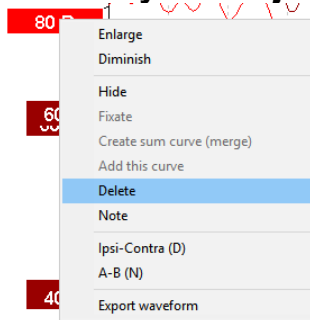 80 R
Enlarge
Diminish
Hide
60
Fixate
Create sum curve (merge)
Add this curve
Delete
Note
Ipsi-Contra (D)
A-B (N)
40
Export waveform